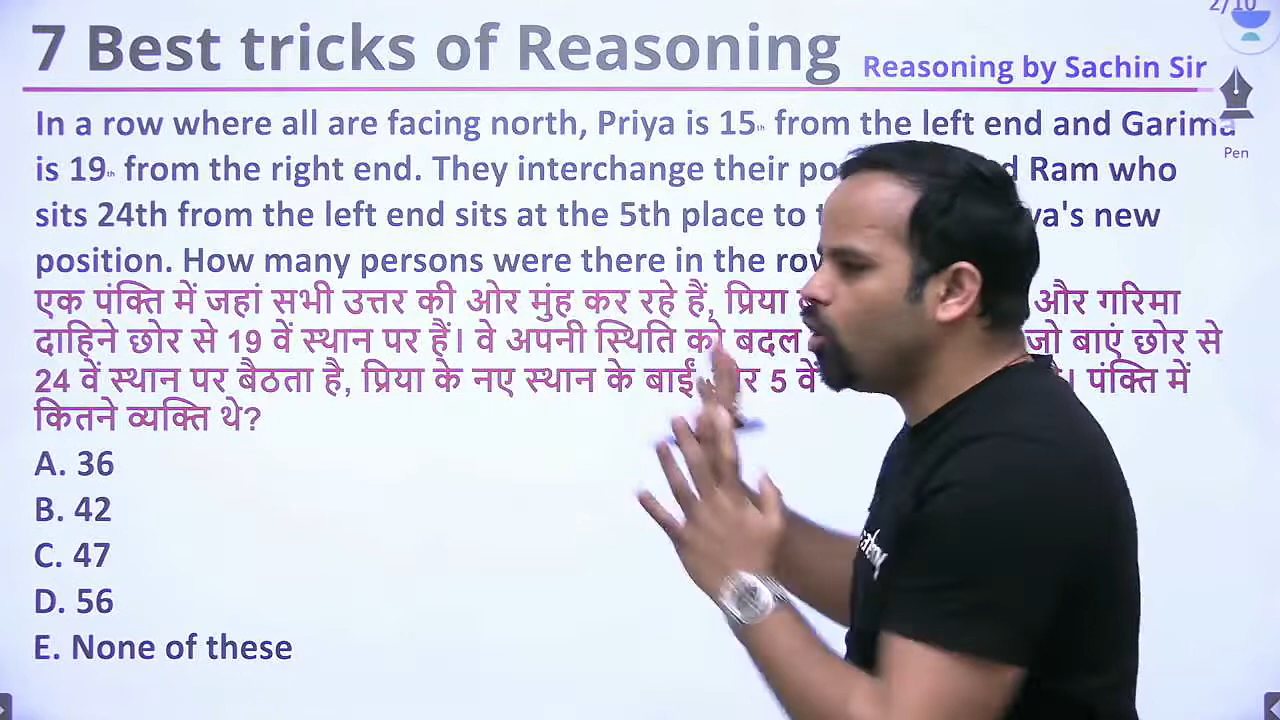 2/10
7 Best tricks of Reasoning
Reasoning by Sachin Sir
Pen
In a row where all are facing north, Priya is 15th from the left end and Garima
is 19th from the right end. They interchange their Ram who
sits 24th from the left end sits at the 5th place to new
position. How many persons were there in the
एक पंक्ति में जहां सभी उत्तर की ओर मुंह कर रहे हैं, प्रिया और गरिमा
दाहिने छोर से 19 वें स्थान पर हैं। वे अपनी स्थिति को बदल जो बाएं छोर से
24 वें स्थान पर बैठता है, प्रिया के नए स्थान के बाईं 5 वें पंक्ति में
कितने व्यक्ति थे?
A. 36
B. 42
C. 47
D. 56
E. None of these